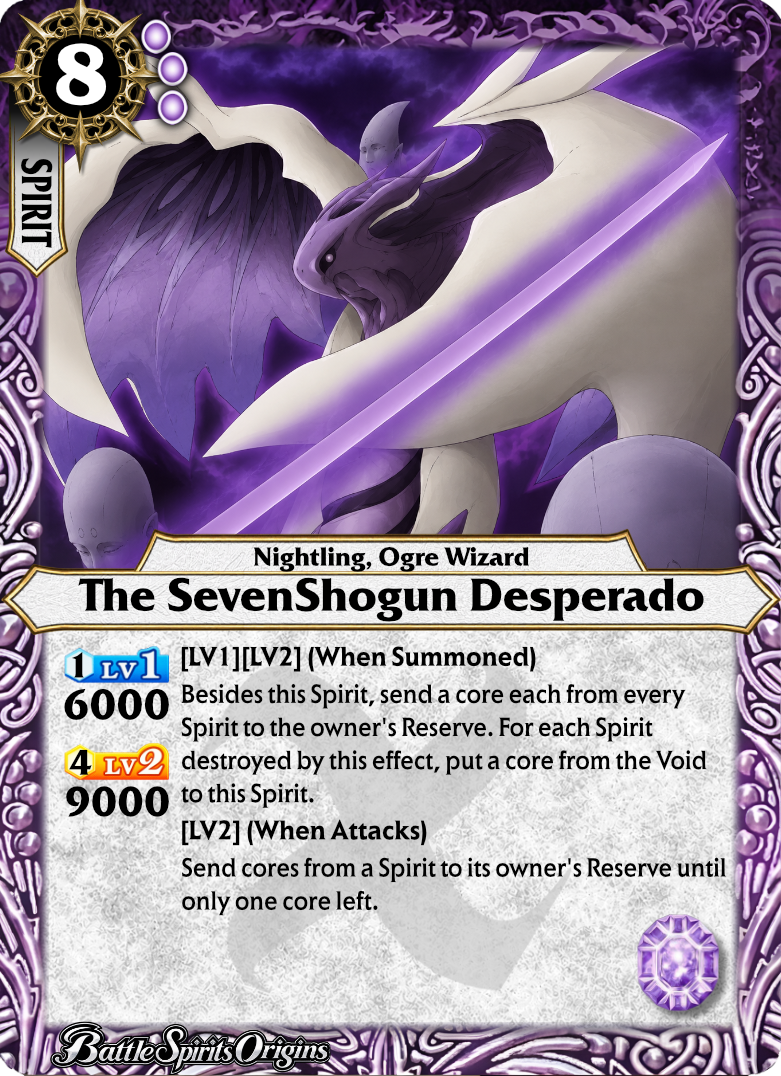 8
SPIRIT
Nightling, Ogre Wizard
The SevenShogun Desperado
1 LV1
6000
4 LV2
9000
[LV1][LV2] (When Summoned)
Besides this Spirit, send a core each from every
Spirit to the owner's Reserve. For each Spirit
destroyed by this effect, put a core from the Void
to this Spirit.
[LV2] (When Attacks)
Send cores from a Spirit to its owner's Reserve until
only one core left.
Battle Spirits Origins